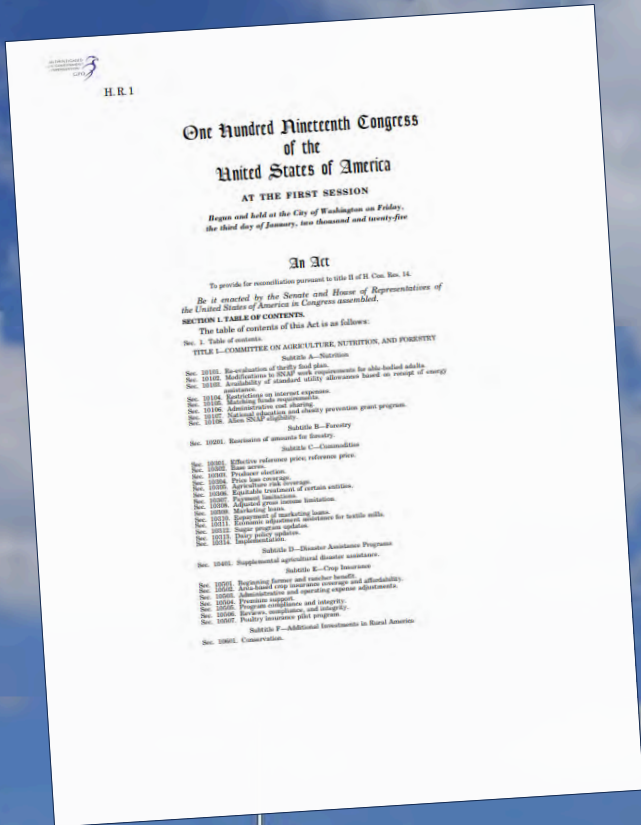 H. R. 1
One Hundred Nineteenth Congress
of the
United States of America
AT THE FIRST SESSION
Begun and held at the City of Washington on Friday,
the third day of January, two thousand and twenty-five
An Act
To provide for reconciliation pursuant to title II of H. Con. Res. 14.
Be it enacted by the Senate and House of Representatives of
the United States of America in Congress assembled,
SECTION 1. TABLE OF CONTENTS.
The table of contents of this Act is as follows:
Sec. 1. Table of contents.
TITLE I—COMMITTEE ON AGRICULTURE, NUTRITION, AND FORESTRY
Subtitle A—Nutrition
Sec. 10101. Re-evaluation of thrifty food plan.
Sec. 10102. Modifications to SNAP work requirements for able-bodied adults.
Sec. 10103. Availability of standard utility allowances based on receipt of energy
assistance.
Sec. 10104. Restrictions on internet expenses.
Sec. 10105. Matching funds requirements.
Sec. 10106. Administrative cost sharing.
Sec. 10107. National education and obesity prevention grant program.
Sec. 10108. Alien SNAP eligibility.
Subtitle B—Forestry
Sec. 10201. Rescission of amounts for forestry.
Subtitle C—Commodities
Sec. 10301. Effective reference price; reference price.
Sec. 10302. Base acres.
Sec. 10303. Producer election.
Sec. 10304. Price loss coverage.
Sec. 10305. Agriculture risk coverage.
Sec. 10306. Equitable treatment of certain entities.
Sec. 10307. Payment limitations.
Sec. 10308. Adjusted gross income limitation.
Sec. 10309. Marketing loans.
Sec. 10310. Repayment of marketing loans.
Sec. 10311. Economic adjustment assistance for textile mills.
Sec. 10312. Sugar program updates.
Sec. 10313. Dairy policy updates.
Sec. 10314. Implementation.
Subtitle D—Disaster Assistance Programs
Sec. 10401. Supplemental agricultural disaster assistance.
Subtitle E—Crop Insurance
Sec. 10501. Beginning farmer and rancher benefit.
Sec. 10502. Area-based crop insurance coverage and affordability.
Sec. 10503. Administrative and operating expense adjustments.
Sec. 10504. Premium support.
Sec. 10505. Program compliance and integrity.
Sec. 10506. Reviews, compliance, and integrity.
Sec. 10507. Poultry insurance pilot program.
Subtitle F—Additional Investments in Rural America
Sec. 10601. Conservation.